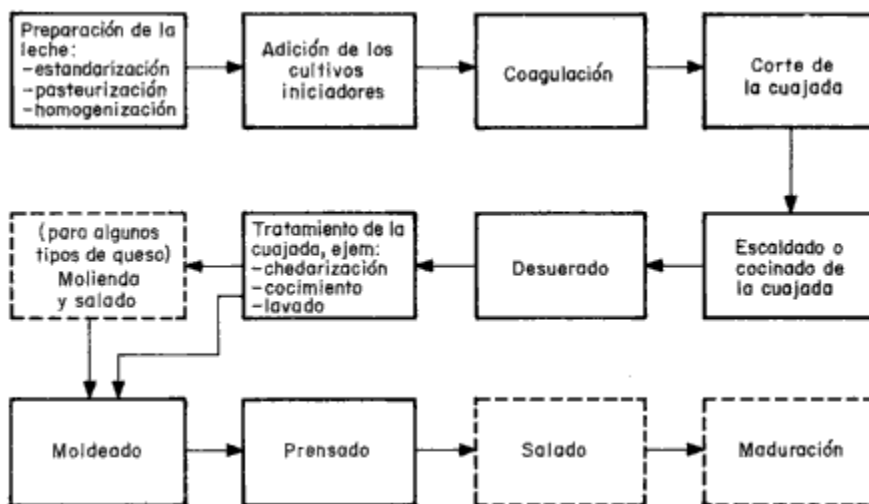 Preparación de la
leche:
-estandarización
-pasteurización
-homogenización
Adición de los
cultivos
iniciadores
Coagulación
Corte de
la cuajada
Escaldado o
cocinado de
la cuajada
Desuerado
Tratamiento de la
cuajada, ejem:
-chedarización
-cocimiento
-lavado
(para algunos
tipos de queso)
Molienda
y salado
Moldeado
Prensado
Salado
Maduración